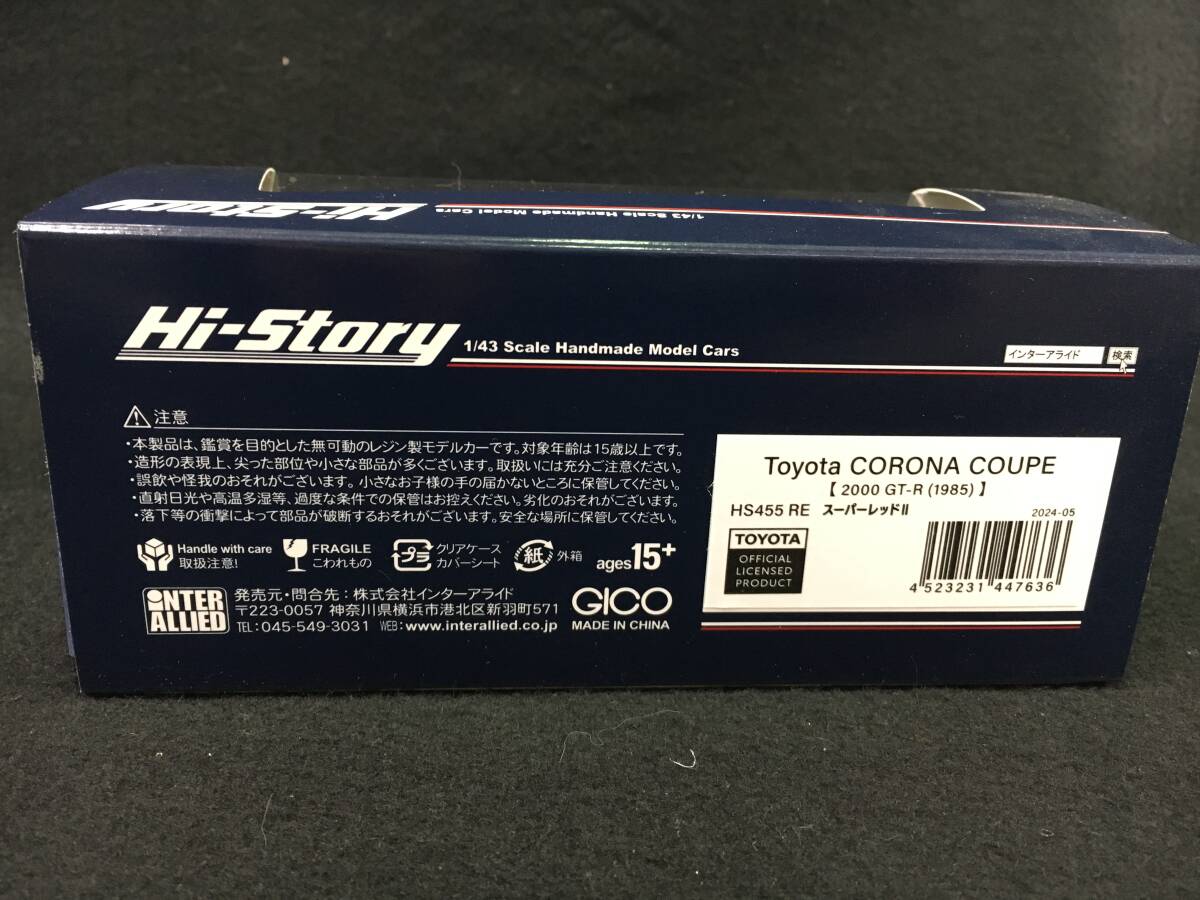 Hi-Story
1/43 Scale Handmade Model Cars
Hi-Story
1/43 Scale Handmade Model Cars
インターアライド 検索
注意
・本製品は、鑑賞を目的とした無可動のレジン製モデルカーです。対象年齢は15歳以上です。
・造形の表現上、尖った部位や小さな部品が多くございます。取扱いには充分ご注意ください。
・誤飲や怪我のおそれがございます。小さなお子様の手の届かないところに保管してください。
・直射日光や高温多湿等、過度な条件での保管はお控えください。劣化のおそれがございます。
・落下等の衝撃によって部品が破断するおそれがございます。安全な場所に保管してください。
Handle with care
取扱注意!
FRAGILE
こわれもの
プラ
クリアケース
カバーシート
紙
外箱
ages15+
INTER
ALLIED
発売元・問合先：株式会社インターアライド
〒223-0057 神奈川県横浜市港北区新羽町571
TEL:045-549-3031 WEB:www.interallied.co.jp
GICO
MADE IN CHINA
Toyota CORONA COUPE
【 2000 GT-R (1985) 】
HS455 RE スーパーレッドII
2024-05
TOYOTA
OFFICIAL
LICENSED
PRODUCT
4 523231 447636